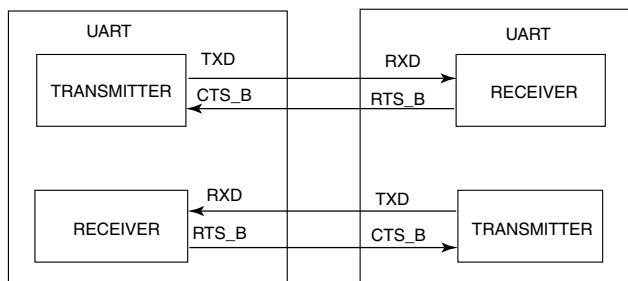 UART UART
TXD RXD
TRANSMITTER CTS_B RTS_B RECEIVER
RXD TXD
RECEIVER RTS_B CTS_B TRANSMITTER